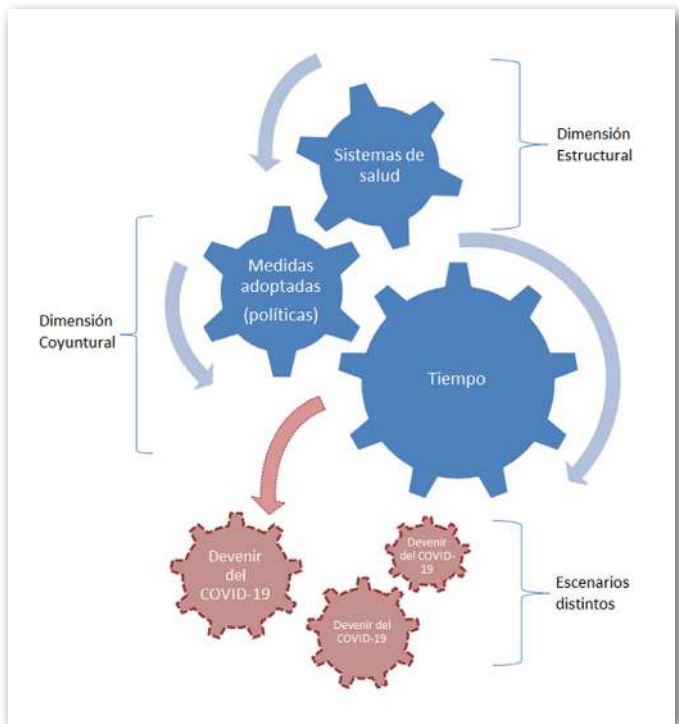 Sistemas de
salud
Dimensión
Estructural
Medidas
adoptadas
(políticas)
Dimensión
Coyuntural
Tiempo
Devenir
del
COVID-19
Devenir
del COVID-
19
Devenir del
COVID-19
Escenarios
distintos